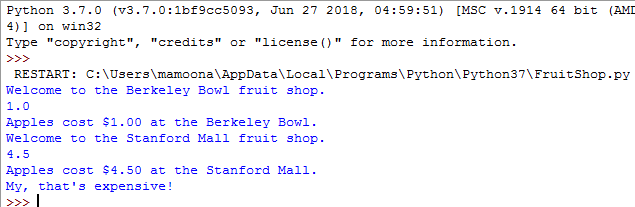 Python 3.7.0 (v3.7.0:1bf9cc5093, Jun 27 2018, 04:59:51) [MSC v.1914 64 bit (AMD
4)] on win32
Type "copyright", "credits" or "license()" for more information.
>>>
RESTART: C:\Users\mamoona\AppData\Local\Programs\Python\Python37\FruitShop.py
Welcome to the Berkeley Bowl fruit shop.
1.0
Apples cost $1.00 at the Berkeley Bowl.
Welcome to the Stanford Mall fruit shop.
4.5
Apples cost $4.50 at the Stanford Mall.
My, that's expensive!
>>>